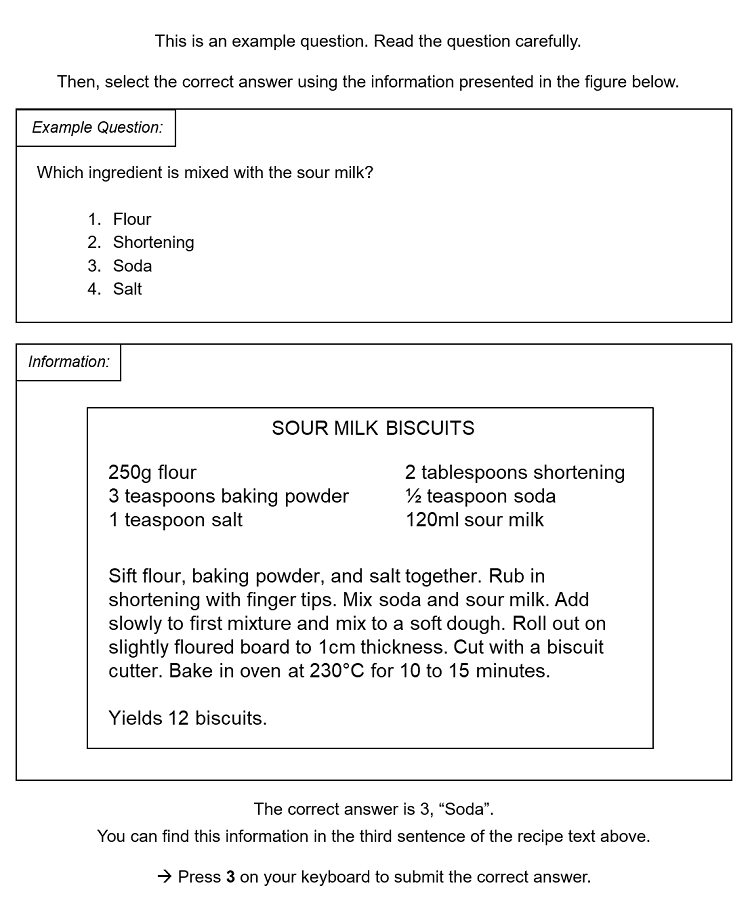 This is an example question. Read the question carefully.
Then, select the correct answer using the information presented in the figure below.
Example Question:
Which ingredient is mixed with the sour milk?
1. Flour
2. Shortening
3. Soda
4. Salt
Information:
SOUR MILK BISCUITS
250g flour
3 teaspoons baking powder
1 teaspoon salt
2 tablespoons shortening
½ teaspoon soda
120ml sour milk
Sift flour, baking powder, and salt together. Rub in
shortening with finger tips. Mix soda and sour milk. Add
slowly to first mixture and mix to a soft dough. Roll out on
slightly floured board to 1cm thickness. Cut with a biscuit
cutter. Bake in oven at 230°C for 10 to 15 minutes.
Yields 12 biscuits.
The correct answer is 3, “Soda”.
You can find this information in the third sentence of the recipe text above.
→ Press 3 on your keyboard to submit the correct answer.